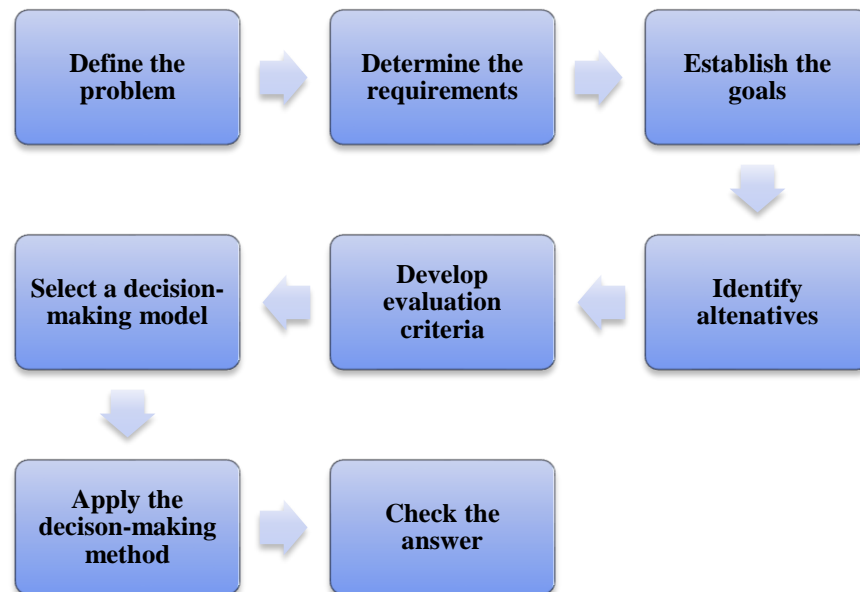 Define the
problem
Determine the
requirements
Establish the
goals
Identify
altenatives
Develop
evaluation
criteria
Select a decision-
making model
Apply the
decison-making
method
Check the
answer